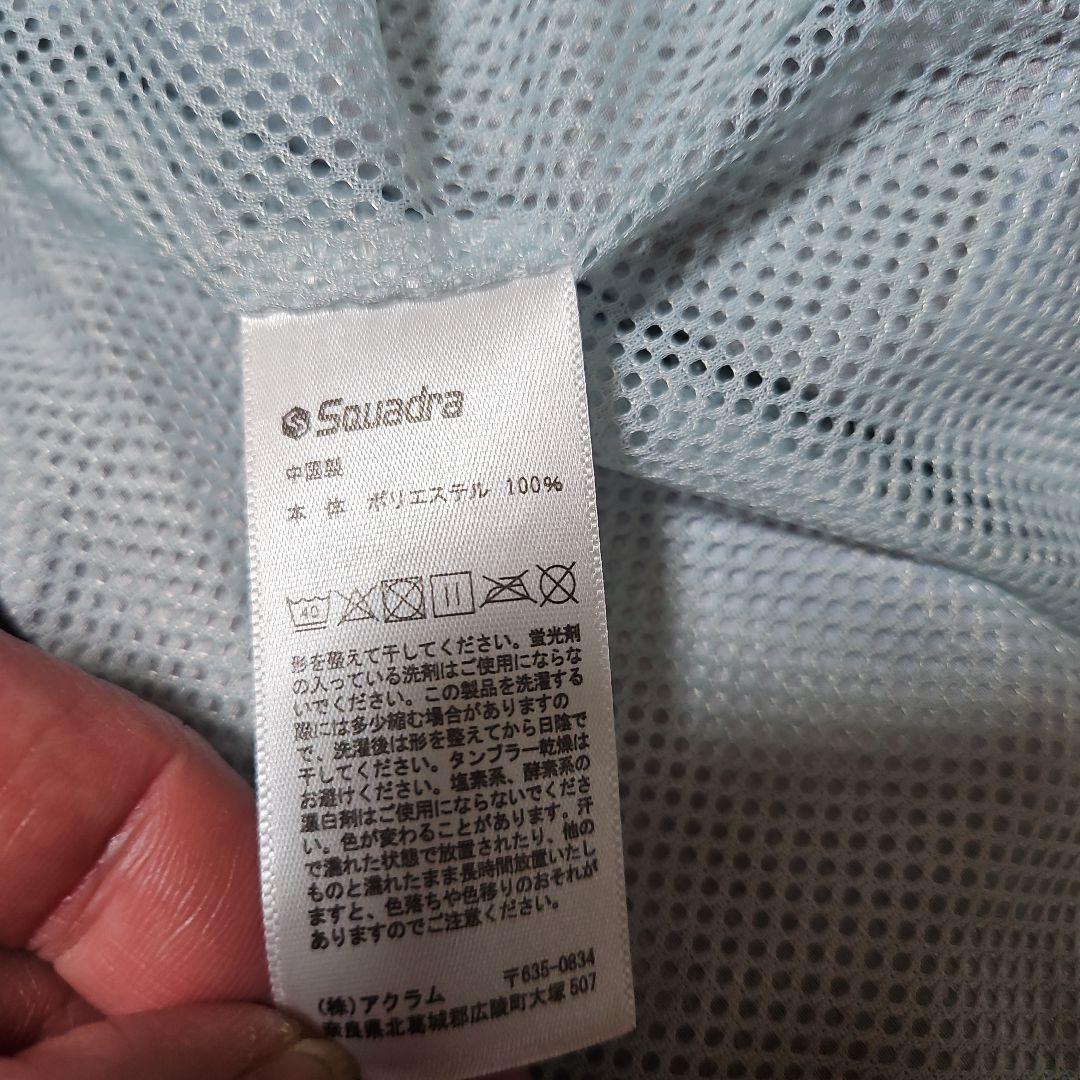 Squadra
中国製
本 体 ポリエステル 100%
40
形を整えて干してください。蛍光剤
の入っている洗剤はご使用にならな
いでください。この製品を洗濯する
際には多少縮む場合がありますの
で、洗濯後は形を整えてから日陰で
干してください。タンブラー乾燥は
お避けください。塩素系、酵素系の
蛋白剤はご使用にならないでくださ
い。色が変わることがあります。汗
で濡れた状態で放置されたり、他の
ものと濡れたまま長時間放置いたし
ますと、色落ちや色移りのおそれが
ありますのでご注意ください。
〒635-0834
(株)アクラム
奈良県北葛城郡広陵町大塚507